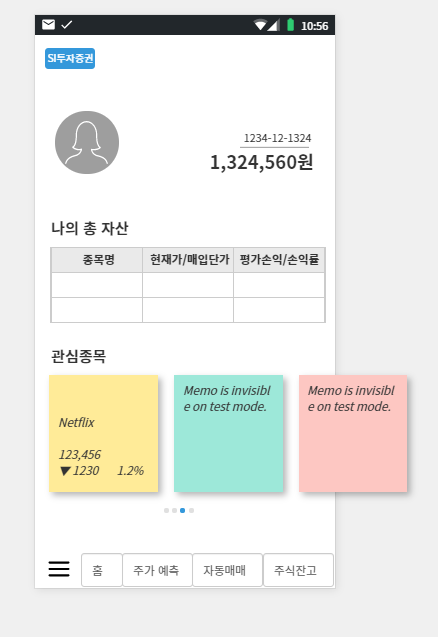 10:56
SI투자증권
1234-12-1324
1,324,560원
나의 총 자산
종목명 현재가/매입단가 평가손익/손익률
관심종목
Netflix
123,456
▼ 1230 1.2%
Memo is invisibl
e on test mode.
Memo is invisibl
e on test mode.
홈 주가 예측 자동매매 주식잔고